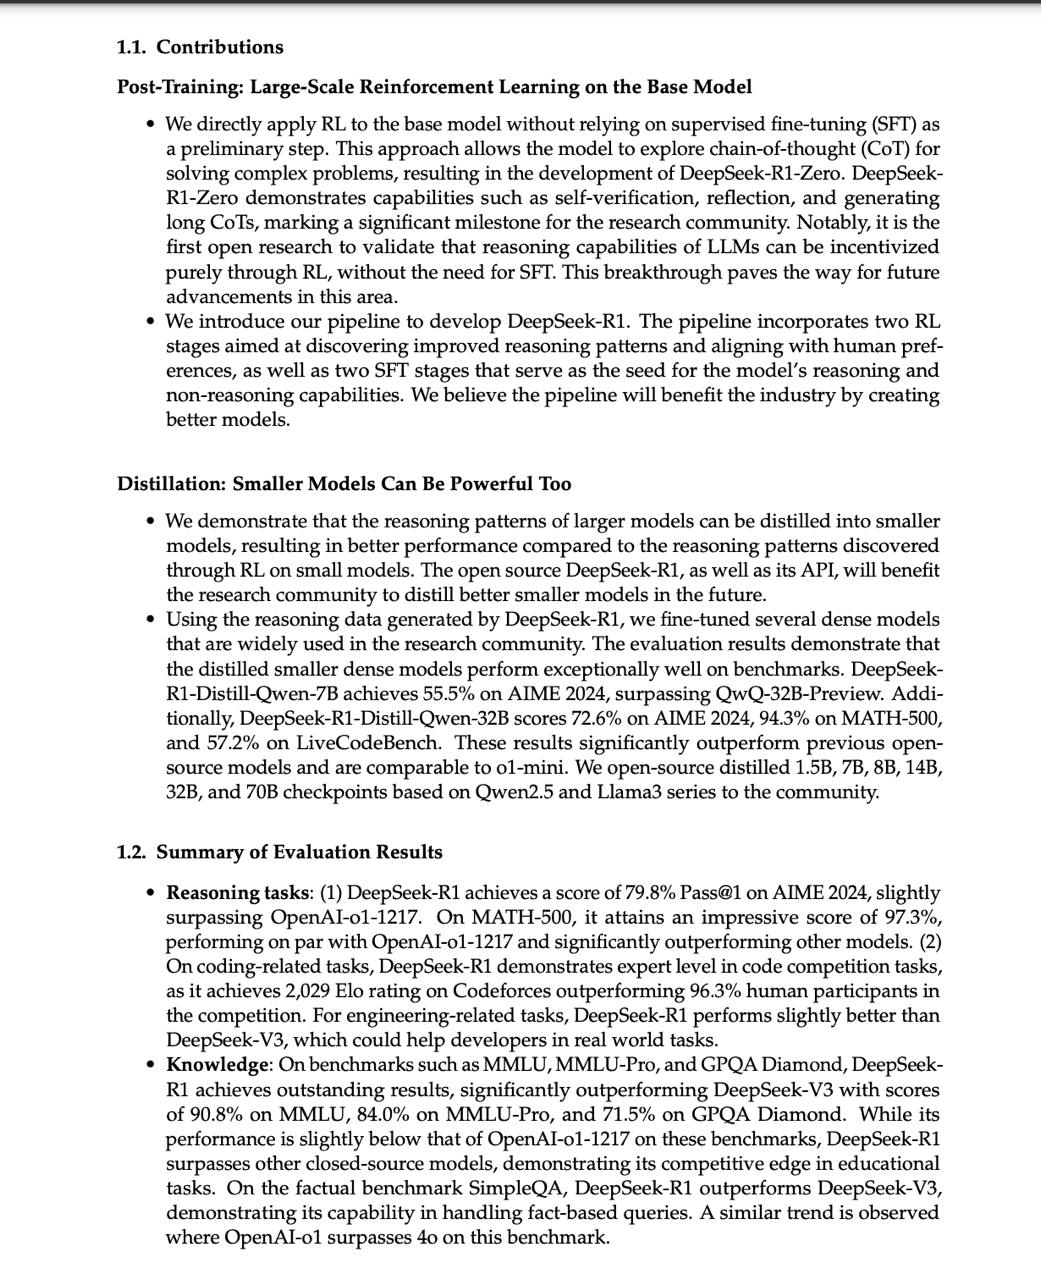 1.1. Contributions
Post-Training: Large-Scale Reinforcement Learning on the Base Model
• We directly apply RL to the base model without relying on supervised fine-tuning (SFT) as
a preliminary step. This approach allows the model to explore chain-of-thought (CoT) for
solving complex problems, resulting in the development of DeepSeek-R1-Zero. DeepSeek-
R1-Zero demonstrates capabilities such as self-verification, reflection, and generating
long CoTs, marking a significant milestone for the research community. Notably, it is the
first open research to validate that reasoning capabilities of LLMs can be incentivized
purely through RL, without the need for SFT. This breakthrough paves the way for future
advancements in this area.
• We introduce our pipeline to develop DeepSeek-R1. The pipeline incorporates two RL
stages aimed at discovering improved reasoning patterns and aligning with human pref-
erences, as well as two SFT stages that serve as the seed for the model's reasoning and
non-reasoning capabilities. We believe the pipeline will benefit the industry by creating
better models.
Distillation: Smaller Models Can Be Powerful Too
• We demonstrate that the reasoning patterns of larger models can be distilled into smaller
models, resulting in better performance compared to the reasoning patterns discovered
through RL on small models. The open source DeepSeek-R1, as well as its API, will benefit
the research community to distill better smaller models in the future.
• Using the reasoning data generated by DeepSeek-R1, we fine-tuned several dense models
that are widely used in the research community. The evaluation results demonstrate that
the distilled smaller dense models perform exceptionally well on benchmarks. DeepSeek-
R1-Distill-Qwen-7B achieves 55.5% on AIME 2024, surpassing QwQ-32B-Preview. Addi-
tionally, DeepSeek-R1-Distill-Qwen-32B scores 72.6% on AIME 2024, 94.3% on MATH-500,
and 57.2% on LiveCodeBench. These results significantly outperform previous open-
source models and are comparable to o1-mini. We open-source distilled 1.5B, 7B, 8B, 14B,
32B, and 70B checkpoints based on Qwen2.5 and Llama3 series to the community.
1.2. Summary of Evaluation Results
• Reasoning tasks: (1) DeepSeek-R1 achieves a score of 79.8% Pass@1 on AIME 2024, slightly
surpassing OpenAI-o1-1217. On MATH-500, it attains an impressive score of 97.3%,
performing on par with OpenAI-o1-1217 and significantly outperforming other models. (2)
On coding-related tasks, DeepSeek-R1 demonstrates expert level in code competition tasks,
as it achieves 2,029 Elo rating on Codeforces outperforming 96.3% human participants in
the competition. For engineering-related tasks, DeepSeek-R1 performs slightly better than
DeepSeek-V3, which could help developers in real world tasks.
• Knowledge: On benchmarks such as MMLU, MMLU-Pro, and GPQA Diamond, DeepSeek-
R1 achieves outstanding results, significantly outperforming DeepSeek-V3 with scores
of 90.8% on MMLU, 84.0% on MMLU-Pro, and 71.5% on GPQA Diamond. While its
performance is slightly below that of OpenAI-o1-1217 on these benchmarks, DeepSeek-R1
surpasses other closed-source models, demonstrating its competitive edge in educational
tasks. On the factual benchmark SimpleQA, DeepSeek-R1 outperforms DeepSeek-V3,
demonstrating its capability in handling fact-based queries. A similar trend is observed
where OpenAI-o1 surpasses 4o on this benchmark.